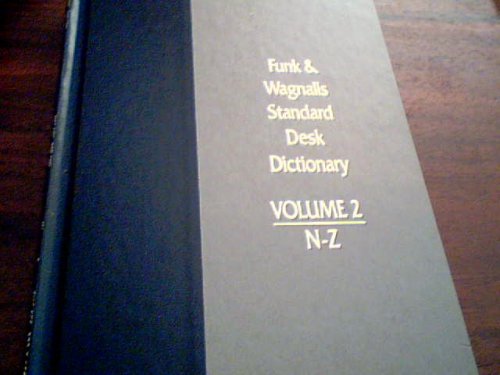 Funk &
Wagnalls
Standard
Desk
Dictionary
VOLUME 2
N-Z